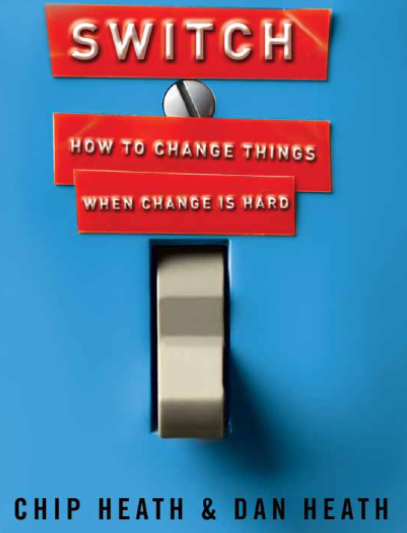 SWITCH
HOW TO CHANGE THINGS
WHEN CHANGE IS HARD
CHIP HEATH & DAN HEATH